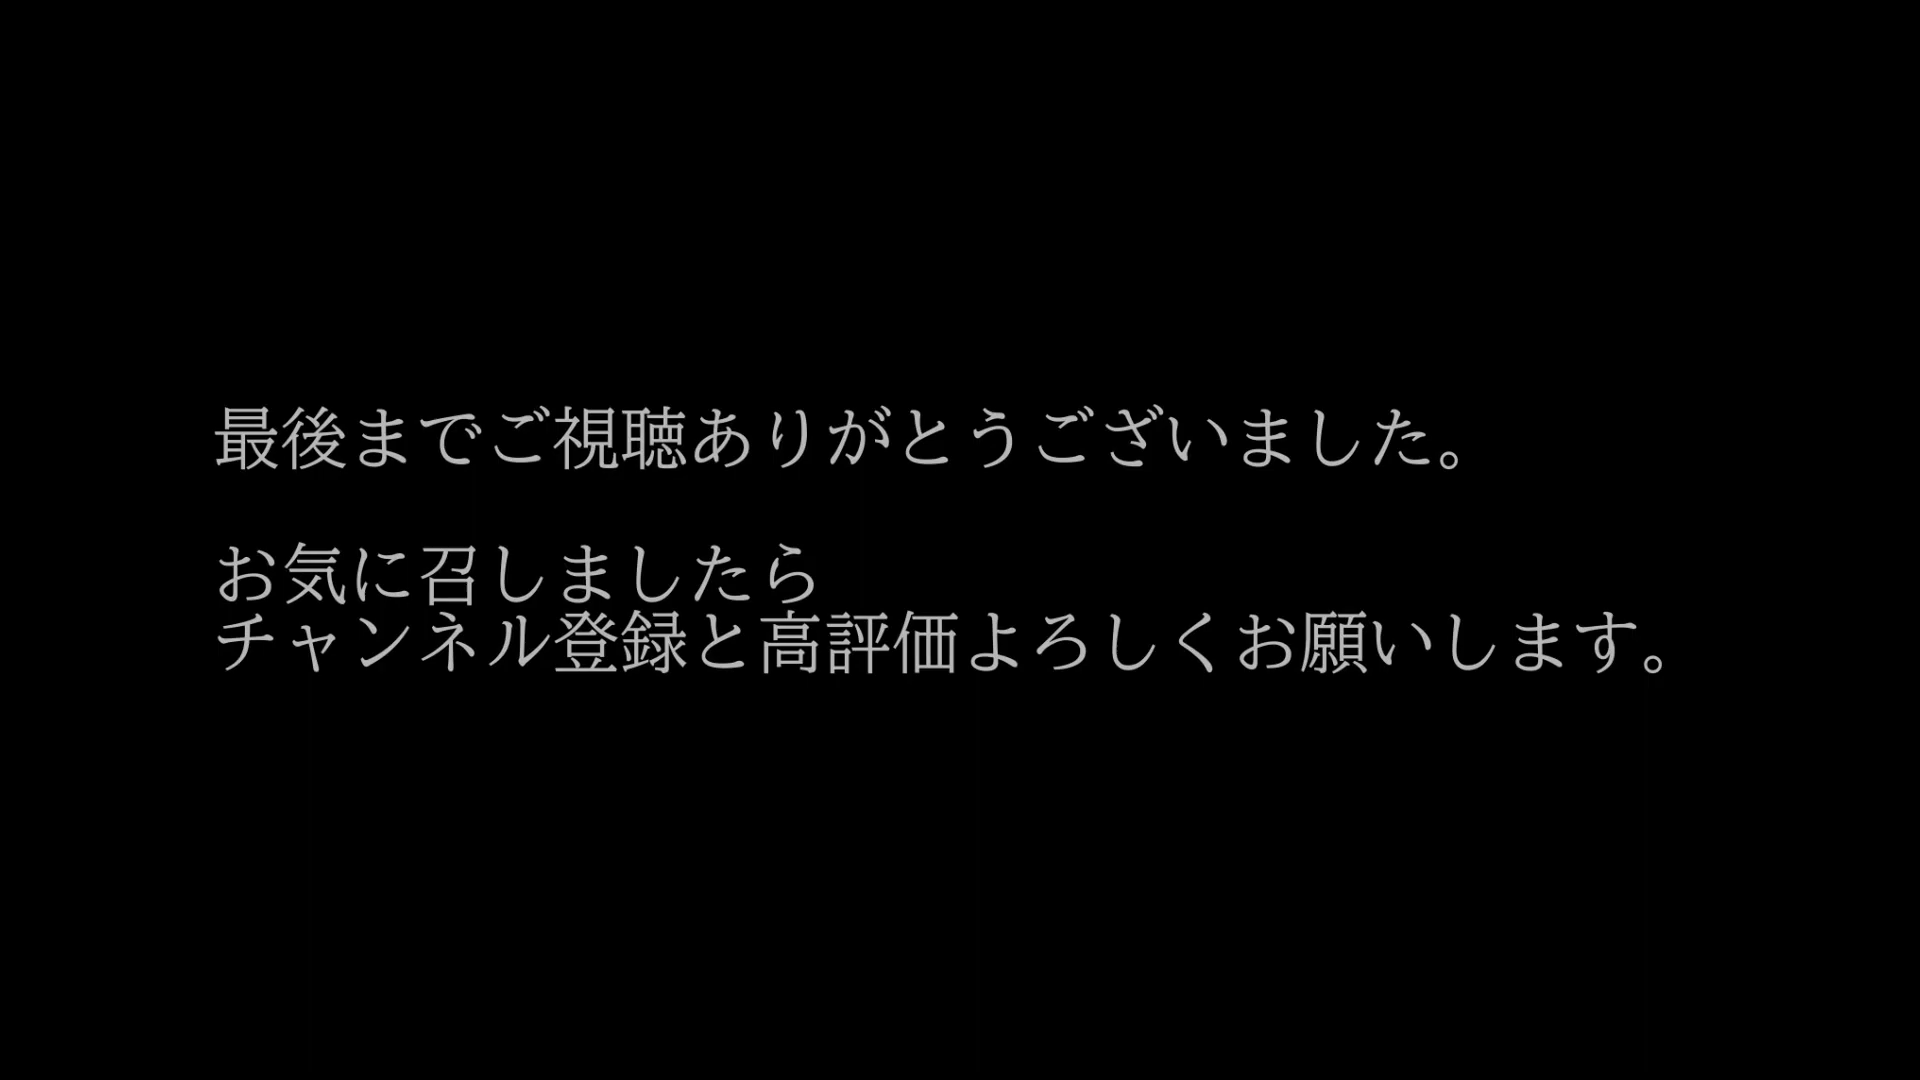 最後までご視聴ありがとうございました。
お気に召しましたら
チャンネル登録と高評価よろしくお願いします。